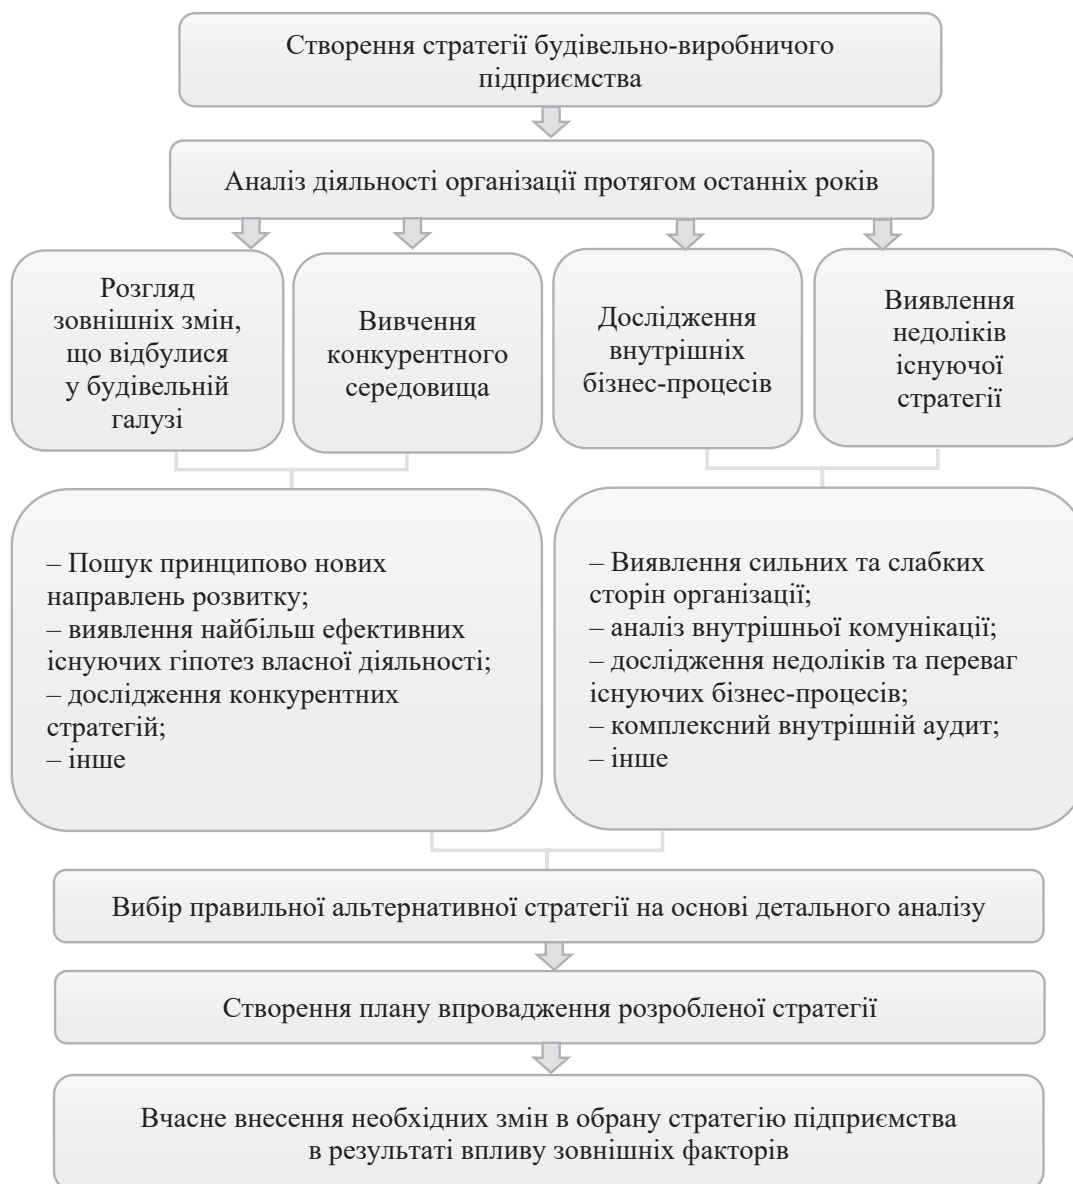 Створення стратегії будівельно-виробничого
підприємства
Аналіз діяльності організації протягом останніх років
Розгляд
зовнішніх змін,
що відбулися
у будівельній
галузі
Вивчення
конкурентного
середовища
Дослідження
внутрішніх
бізнес-процесів
Виявлення
недоліків
існуючої
стратегії
– Пошук принципово нових
направлень розвитку;
– виявлення найбільш ефективних
існуючих гіпотез власної діяльності;
– дослідження конкурентних
стратегій;
– інше
– Виявлення сильних та слабких
сторін організації;
– аналіз внутрішньої комунікації;
– дослідження недоліків та переваг
існуючих бізнес-процесів;
– комплексний внутрішній аудит;
– інше
Вибір правильної альтернативної стратегії на основі детального аналізу
Створення плану впровадження розробленої стратегії
Вчасне внесення необхідних змін в обрану стратегію підприємства
в результаті впливу зовнішніх факторів